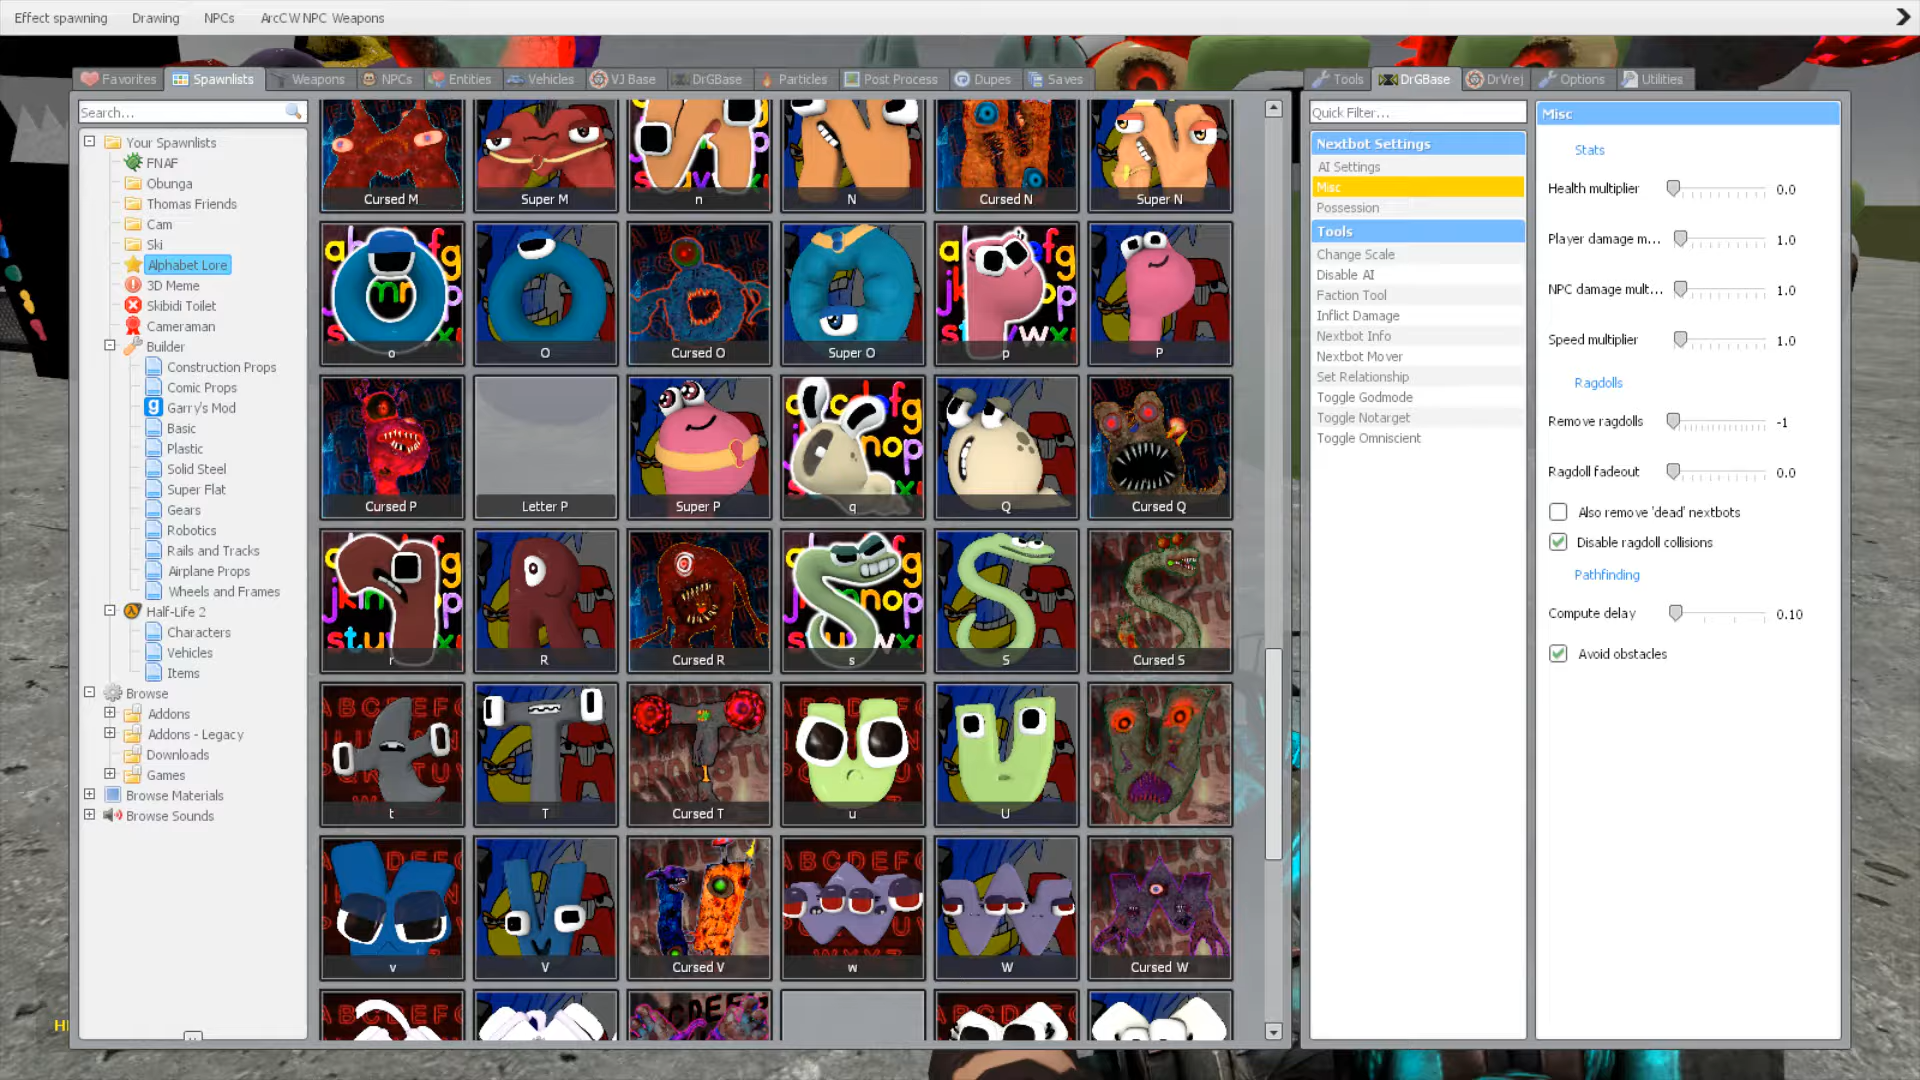 Effect spawning Drawing NPCs ArcCW NPC Weapons
Favorites Spawnlists Weapons NPCs Entities Vehicles VJ Base DrGBase Particles Post Process Dupes Saves
Tools DrGBase DrVrej Options Utilities
Search...
Your Spawnlists
FNAF
Obunga
Thomas Friends
Cam
Ski
Alphabet Lore
3D Meme
Skibidi Toilet
Cameraman
Builder
Construction Props
Comic Props
Garry's Mod
Basic
Plastic
Solid Steel
Super Flat
Gears
Robotics
Rails and Tracks
Airplane Props
Wheels and Frames
Half-Life 2
Characters
Vehicles
Items
Browse
Addons
Addons - Legacy
Downloads
Games
Browse Materials
Browse Sounds
Cursed M Super M n N Cursed N Super N
o O Cursed O Super O p P
Cursed P Letter P Super P q Q Cursed Q
r R Cursed R s S Cursed S
t T Cursed T u U
v V Cursed V w W Cursed W
Quick Filter...
Nextbot Settings
AI Settings
Misc
Possession
Tools
Change Scale
Disable AI
Faction Tool
Inflict Damage
Nextbot Info
Nextbot Mover
Set Relationship
Toggle Godmode
Toggle Notarget
Toggle Omniscient
Misc
Stats
Health multiplier 0.0
Player damage m... 1.0
NPC damage mult... 1.0
Speed multiplier 1.0
Ragdolls
Remove ragdolls -1
Ragdoll fadeout 0.0
Also remove 'dead' nextbots
Disable ragdoll collisions
Pathfinding
Compute delay 0.10
Avoid obstacles